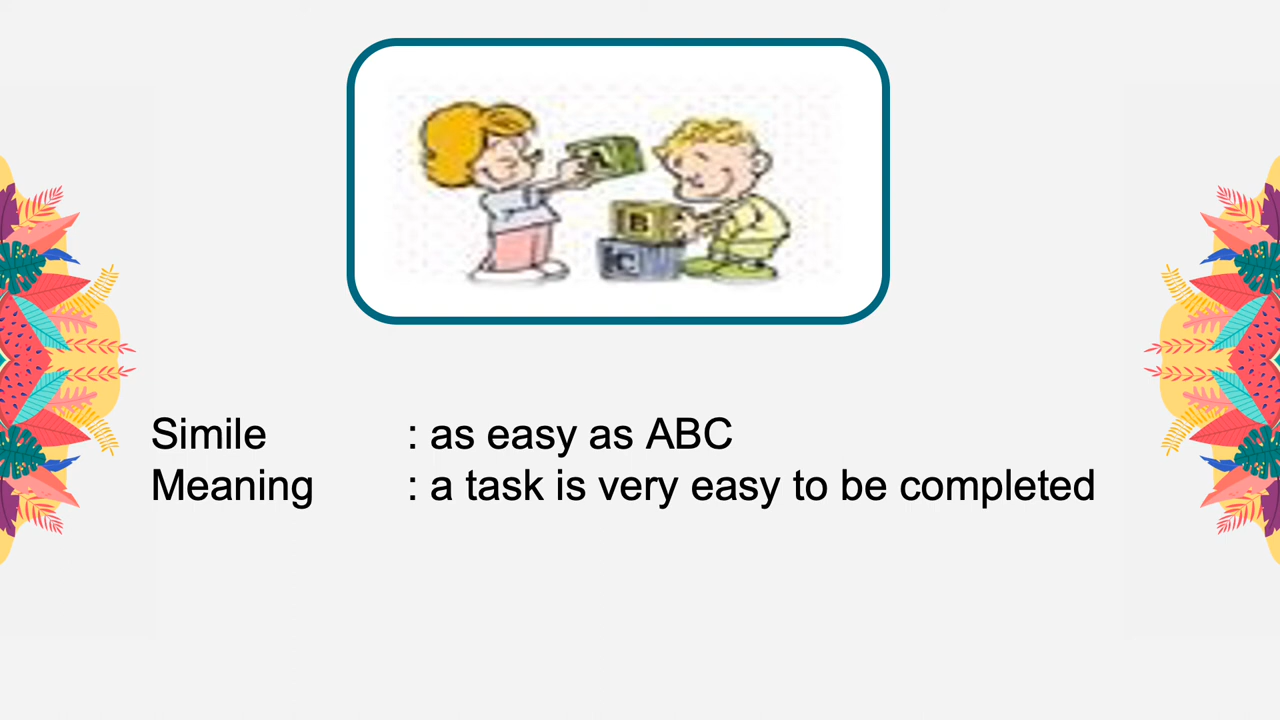 A
B
C
Simile : as easy as ABC
Meaning : a task is very easy to be completed